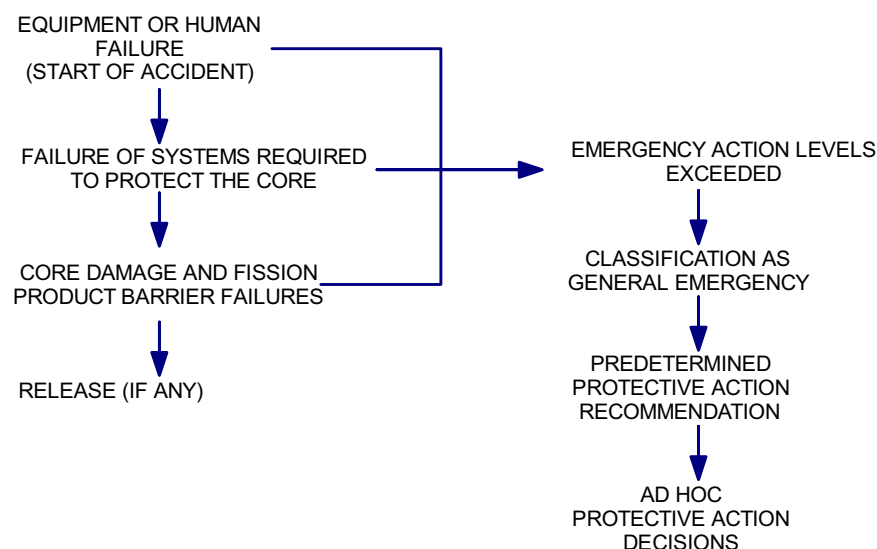 EQUIPMENT OR HUMAN
FAILURE
(START OF ACCIDENT)
FAILURE OF SYSTEMS REQUIRED
TO PROTECT THE CORE
CORE DAMAGE AND FISSION
PRODUCT BARRIER FAILURES
RELEASE (IF ANY)
EMERGENCY ACTION LEVELS
EXCEEDED
CLASSIFICATION AS
GENERAL EMERGENCY
PREDETERMINED
PROTECTIVE ACTION
RECOMMENDATION
AD HOC
PROTECTIVE ACTION
DECISIONS